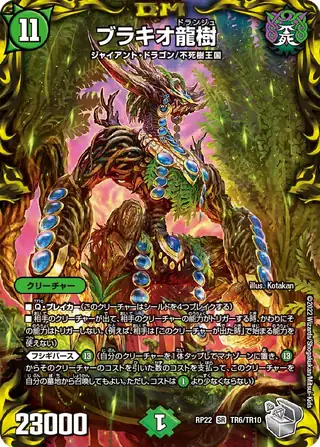 DM
11
ドランジュ
ブラキオ龍樹
ジャイアント・ドラゴン/不死樹王国
不死
illus. Kotakan
クリーチャー
■Q・ブレイカー(このクリーチャーはシールドを4つブレイクする)
■相手のクリーチャーが出て、相手のクリーチャーの能力がトリガーする時、かわりにその能力はトリガーしない。(例えば、相手は「このクリーチャーが出た時」で始まる能力を使えない)
フシギバース 13 (自分のクリーチャーを1体タップしてマナゾーンに置き、13からそのクリーチャーのコストを引いた数のコストを支払って、このクリーチャーを自分の墓地から召喚してもよい。ただし、コストは1より少なくならない)
23000
1
RP22 SR TR6/TR10